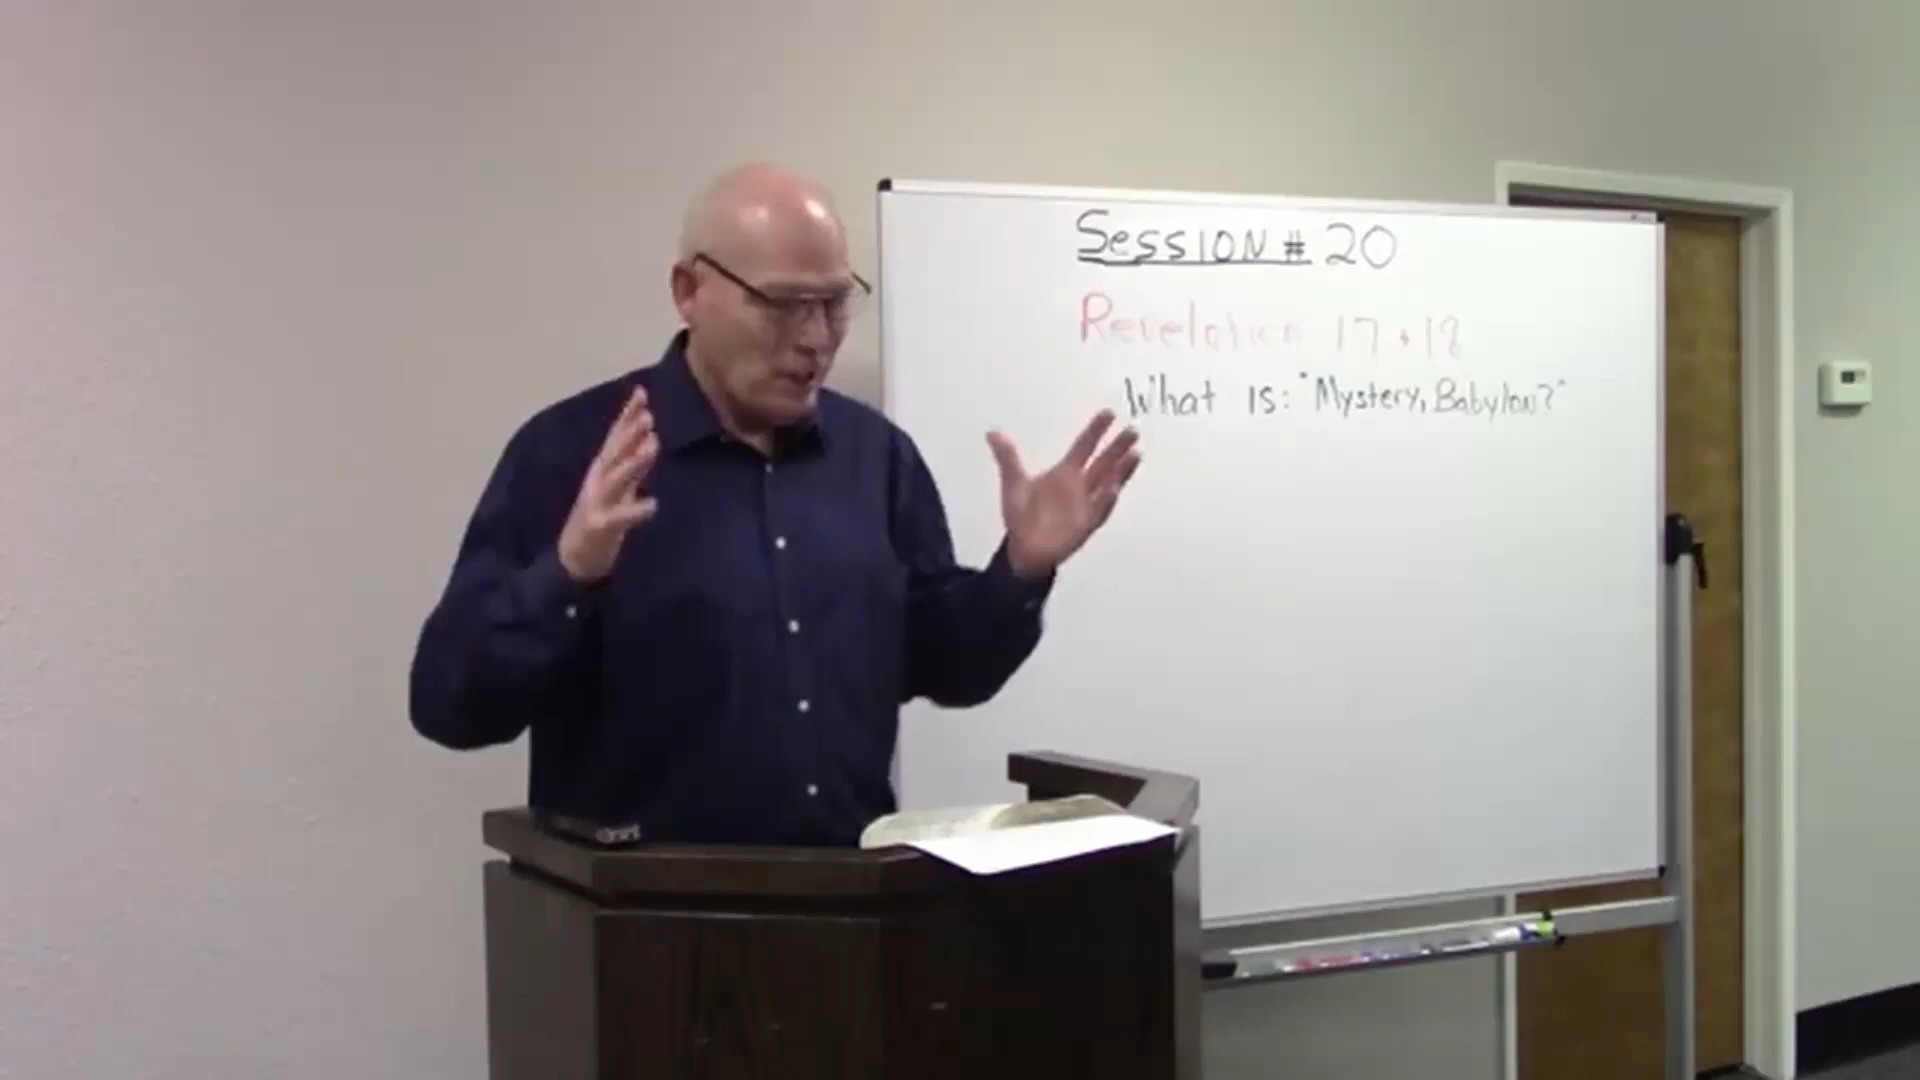 Session # 20
Revelation 17 + 18
What is: "Mystery, Babylon?"